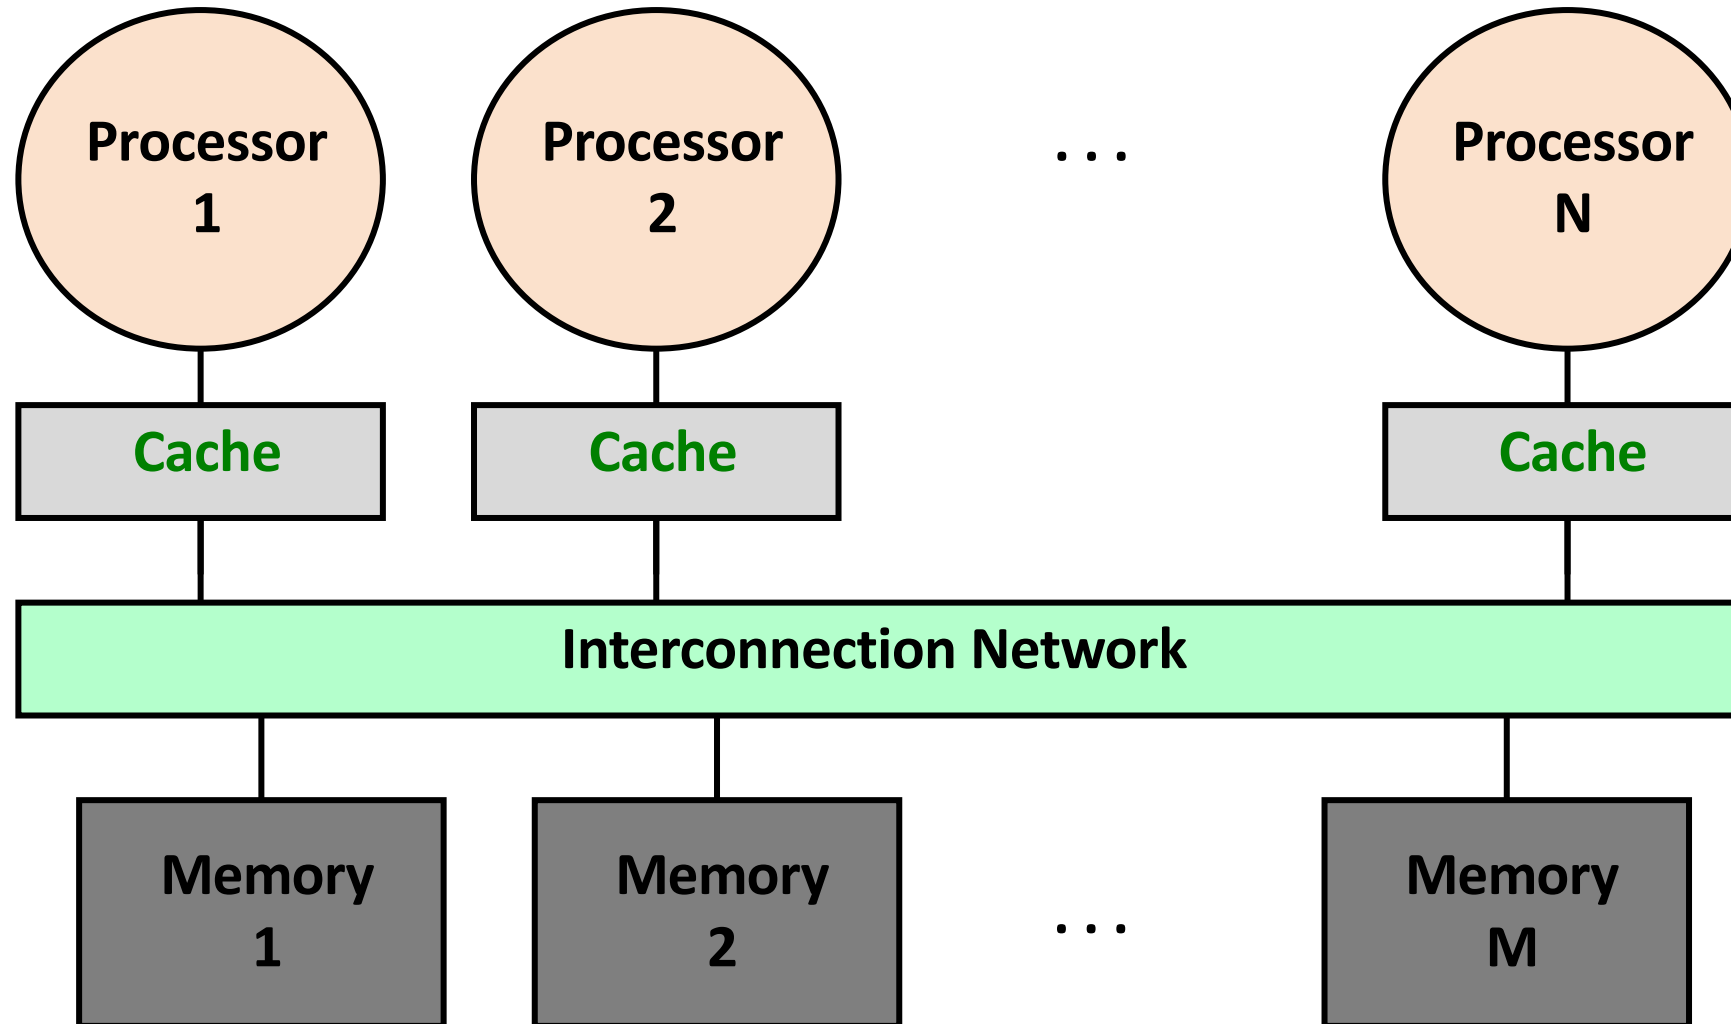 Processor
1
Processor
2
. . .
Processor
N
Cache
Cache
Cache
Interconnection Network
Memory
1
Memory
2
. . .
Memory
M